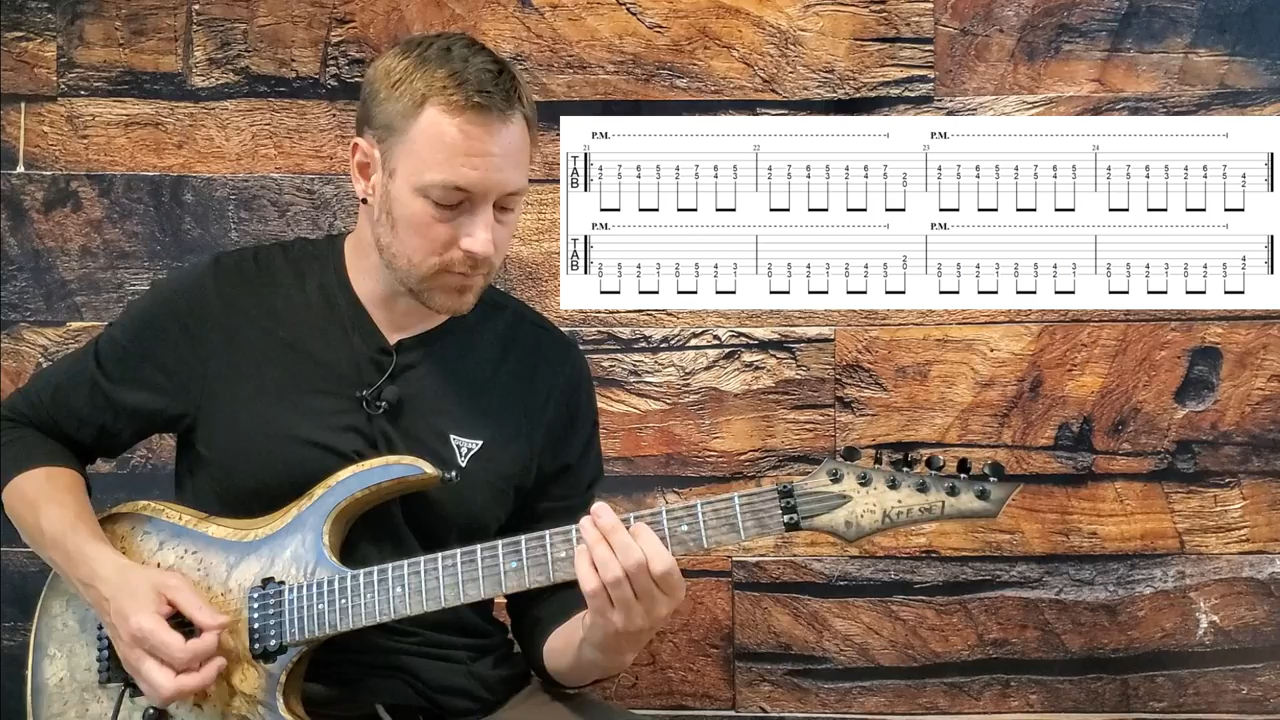 P.M. P.M.
21 22 23 24
T
A
B
4 7 6 5 4 7 6 5 4 7 6 5 4 6 7 4 7 6 5 4 7 6 5 4 7 6 5 4 6 7
2 5 4 3 2 5 4 3 2 5 4 3 2 4 5 2 2 5 4 3 2 5 4 3 2 5 4 3 2 4 5 4
0 2
P.M. P.M.
T
A
B
2 4
2 5 4 3 2 5 4 3 2 5 4 3 2 4 5 0 2 5 4 3 2 5 4 3 2 5 4 3 2 4 5 2
0 3 2 1 0 3 2 1 0 3 2 1 0 2 3 0 3 2 1 0 3 2 1 0 3 2 1 0 2 3
GUESS
?
KIESEL